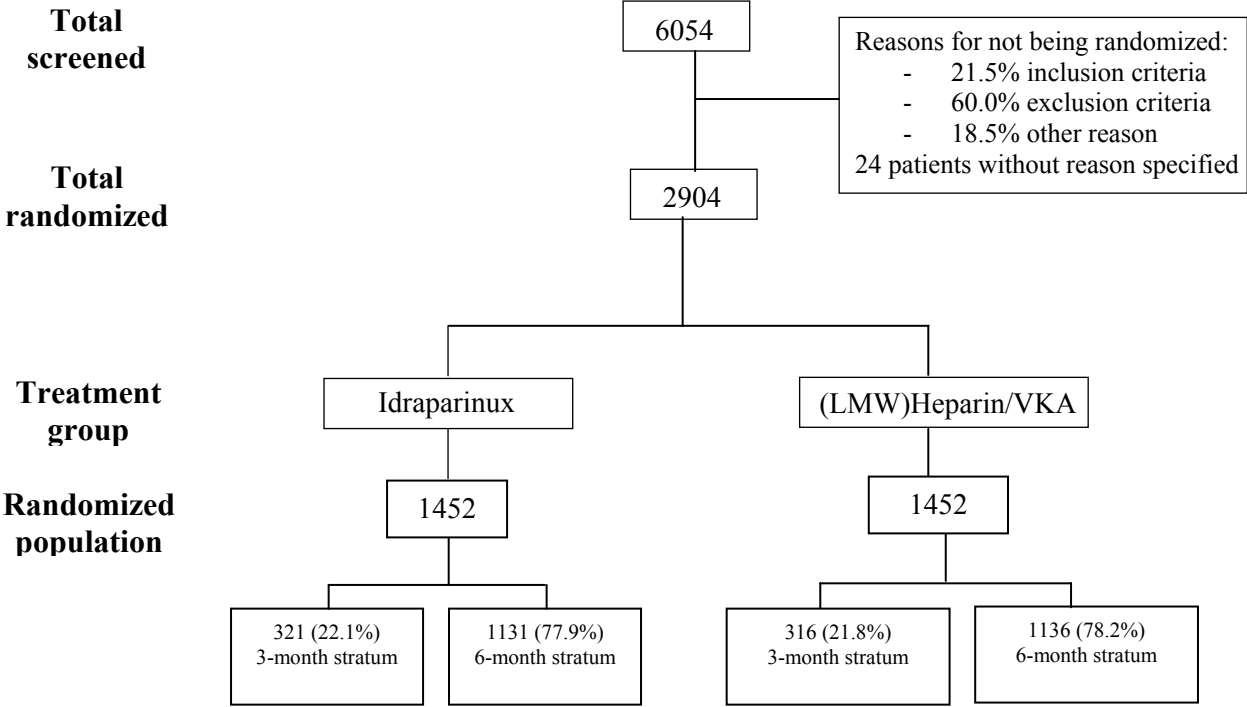 Total
screened
6054
Reasons for not being randomized:
- 21.5% inclusion criteria
- 60.0% exclusion criteria
- 18.5% other reason
24 patients without reason specified
Total
randomized
2904
Treatment
group
Idraparinux
(LMW)Heparin/VKA
Randomized
population
1452
1452
321 (22.1%)
3-month stratum
1131 (77.9%)
6-month stratum
316 (21.8%)
3-month stratum
1136 (78.2%)
6-month stratum